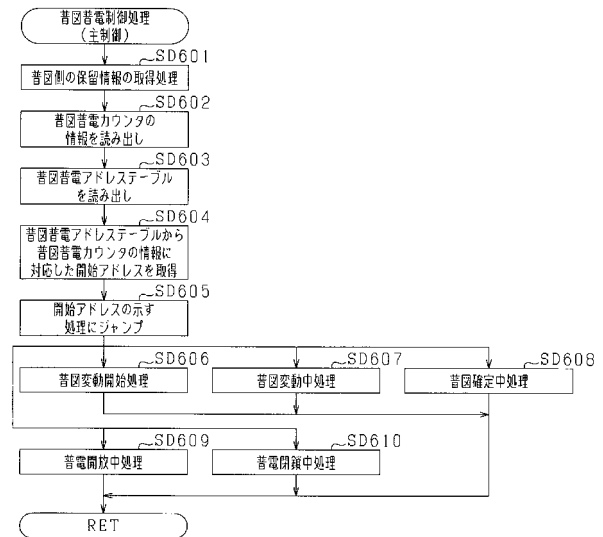 普図普電制御処理
(主制御)
SD601
普図側の保留情報の取得処理
SD602
普図普電カウンタの
情報を読み出し
SD603
普図普電アドレステーブル
を読み出し
SD604
普図普電アドレステーブルから
普図普電カウンタの情報に
対応した開始アドレスを取得
SD605
開始アドレスの示す
処理にジャンプ
SD606
普図変動開始処理
SD607
普図変動中処理
SD608
普図確定中処理
SD609
普電開放中処理
SD610
普電閉鎖中処理
RET